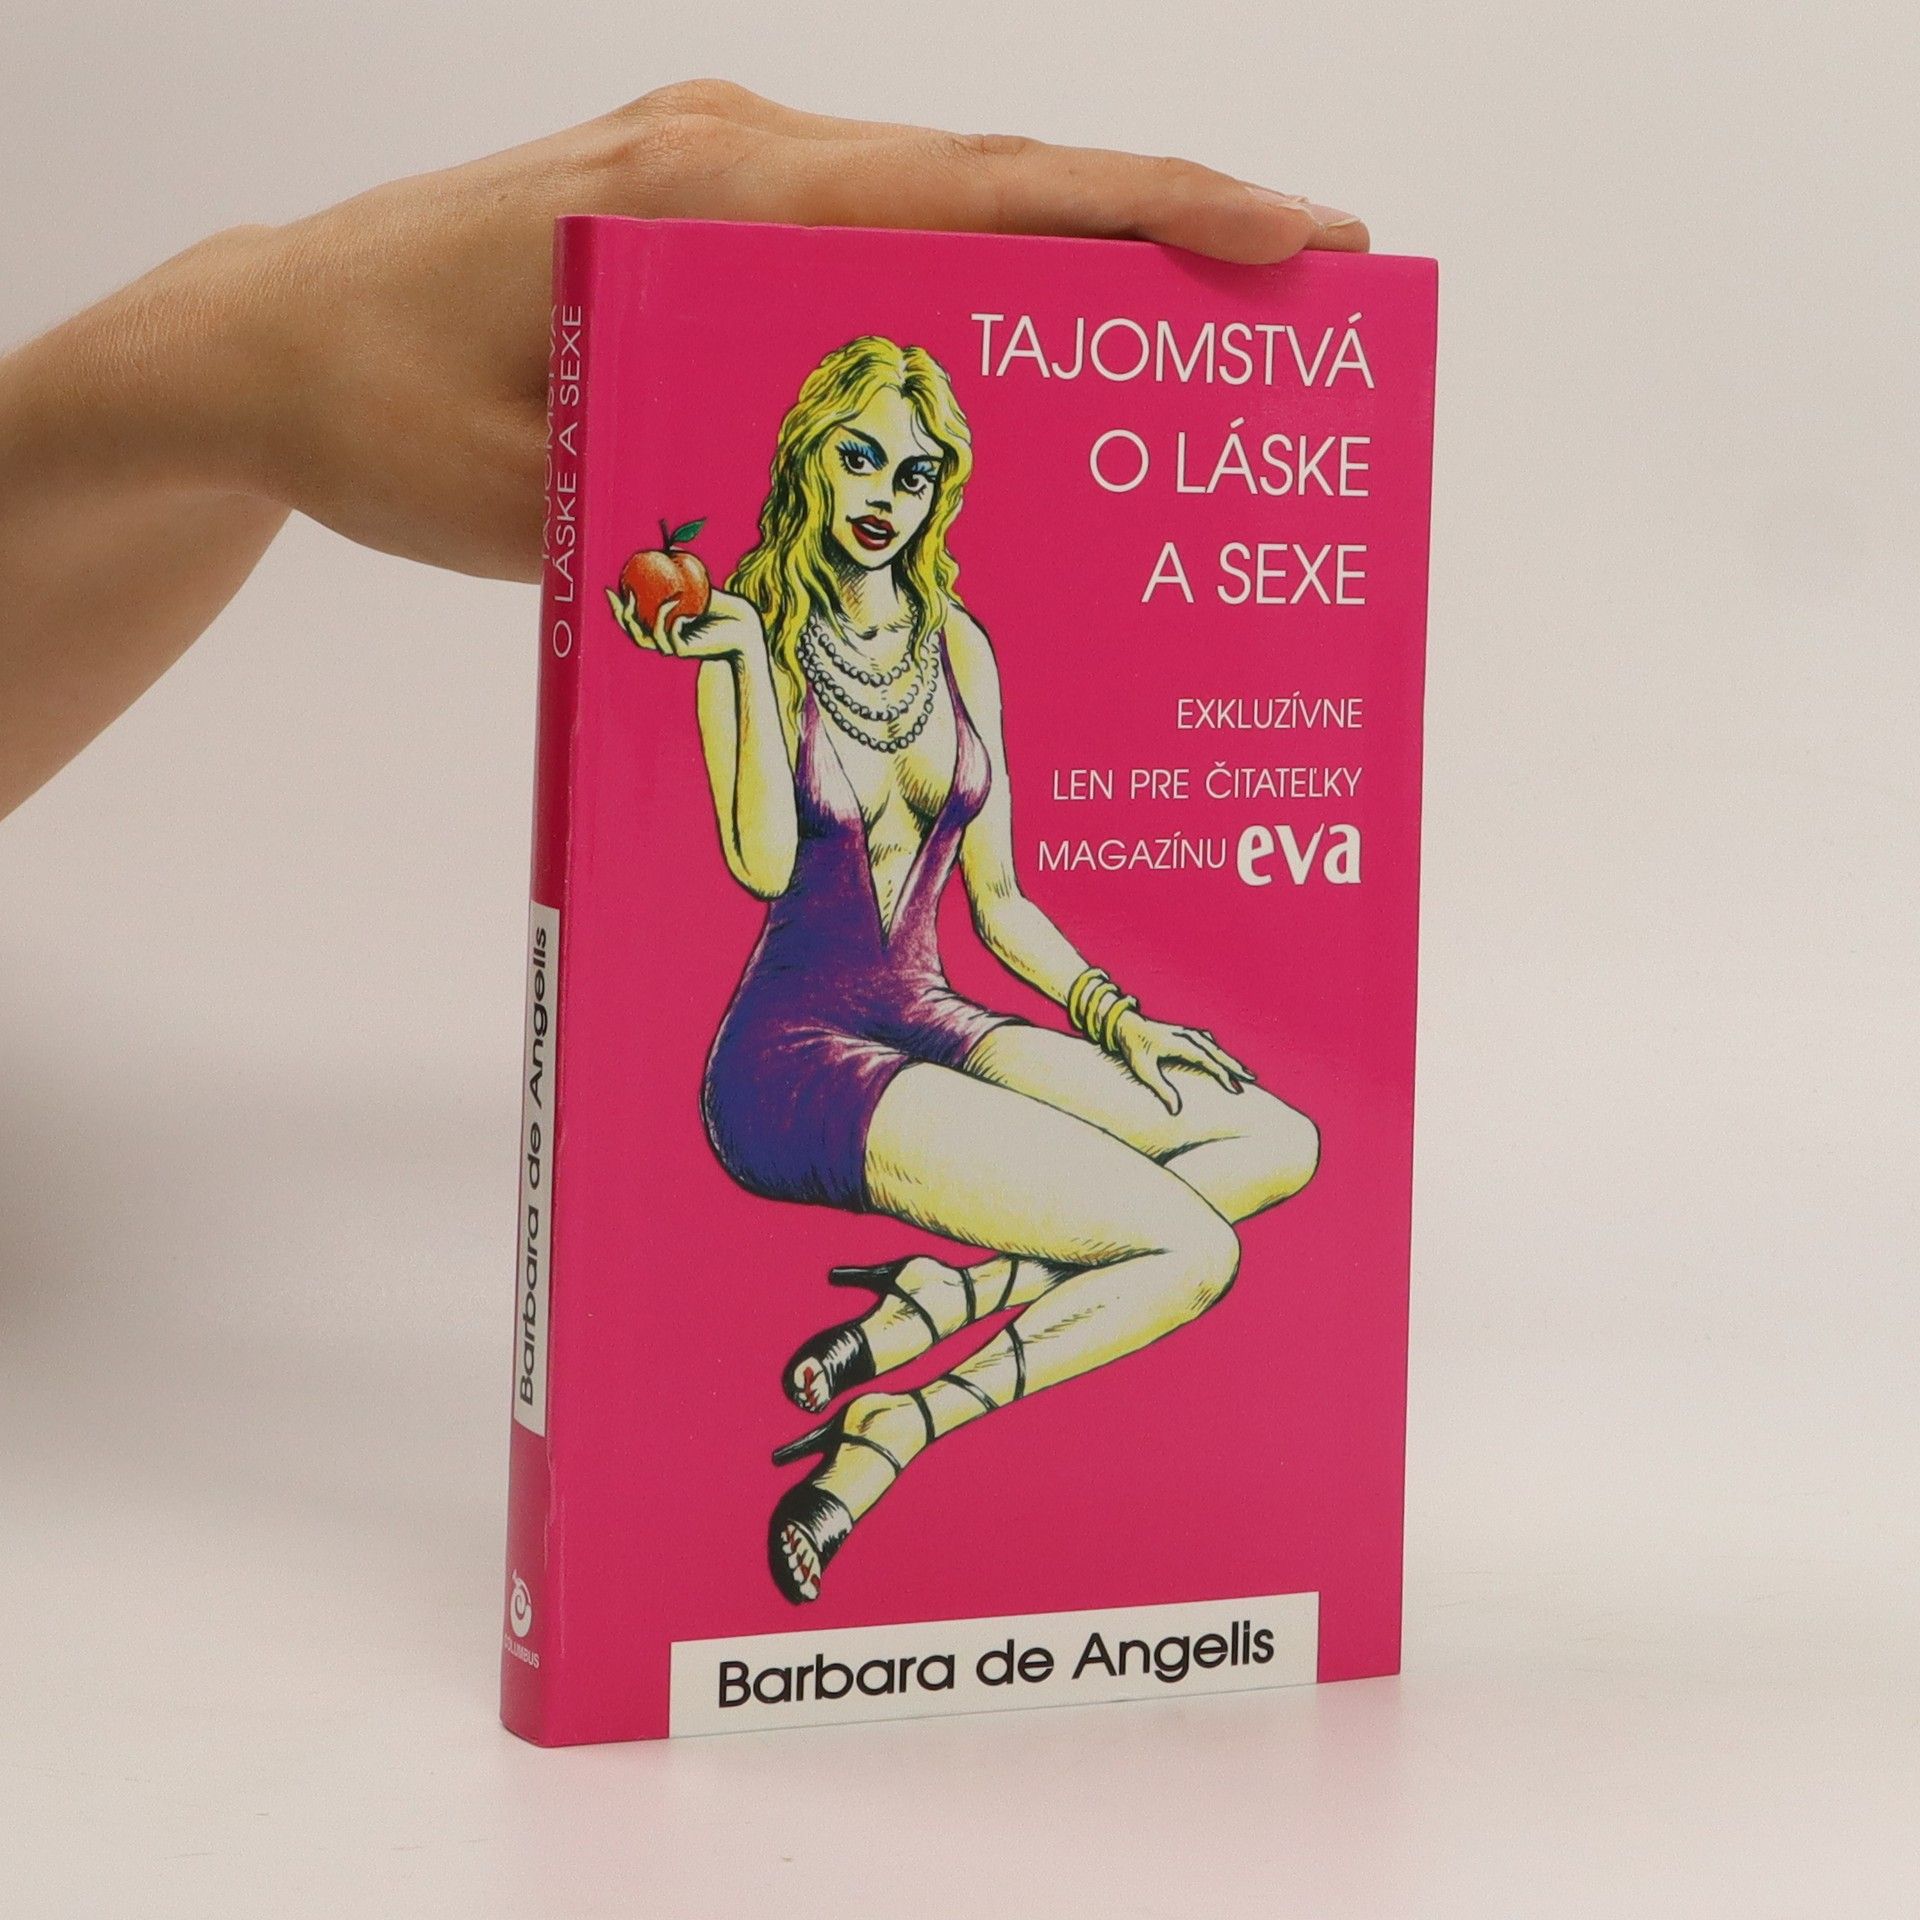 TAJOMSTVÁ
O LÁSKE
A SEXE
EXKLUZÍVNE
LEN PRE ČITATEĽKY
MAGAZÍNU eva
Barbara de Angelis
TAJOMSTVÁ
O LÁSKE A SEXE
Barbara de Angelis
COLUMBUS